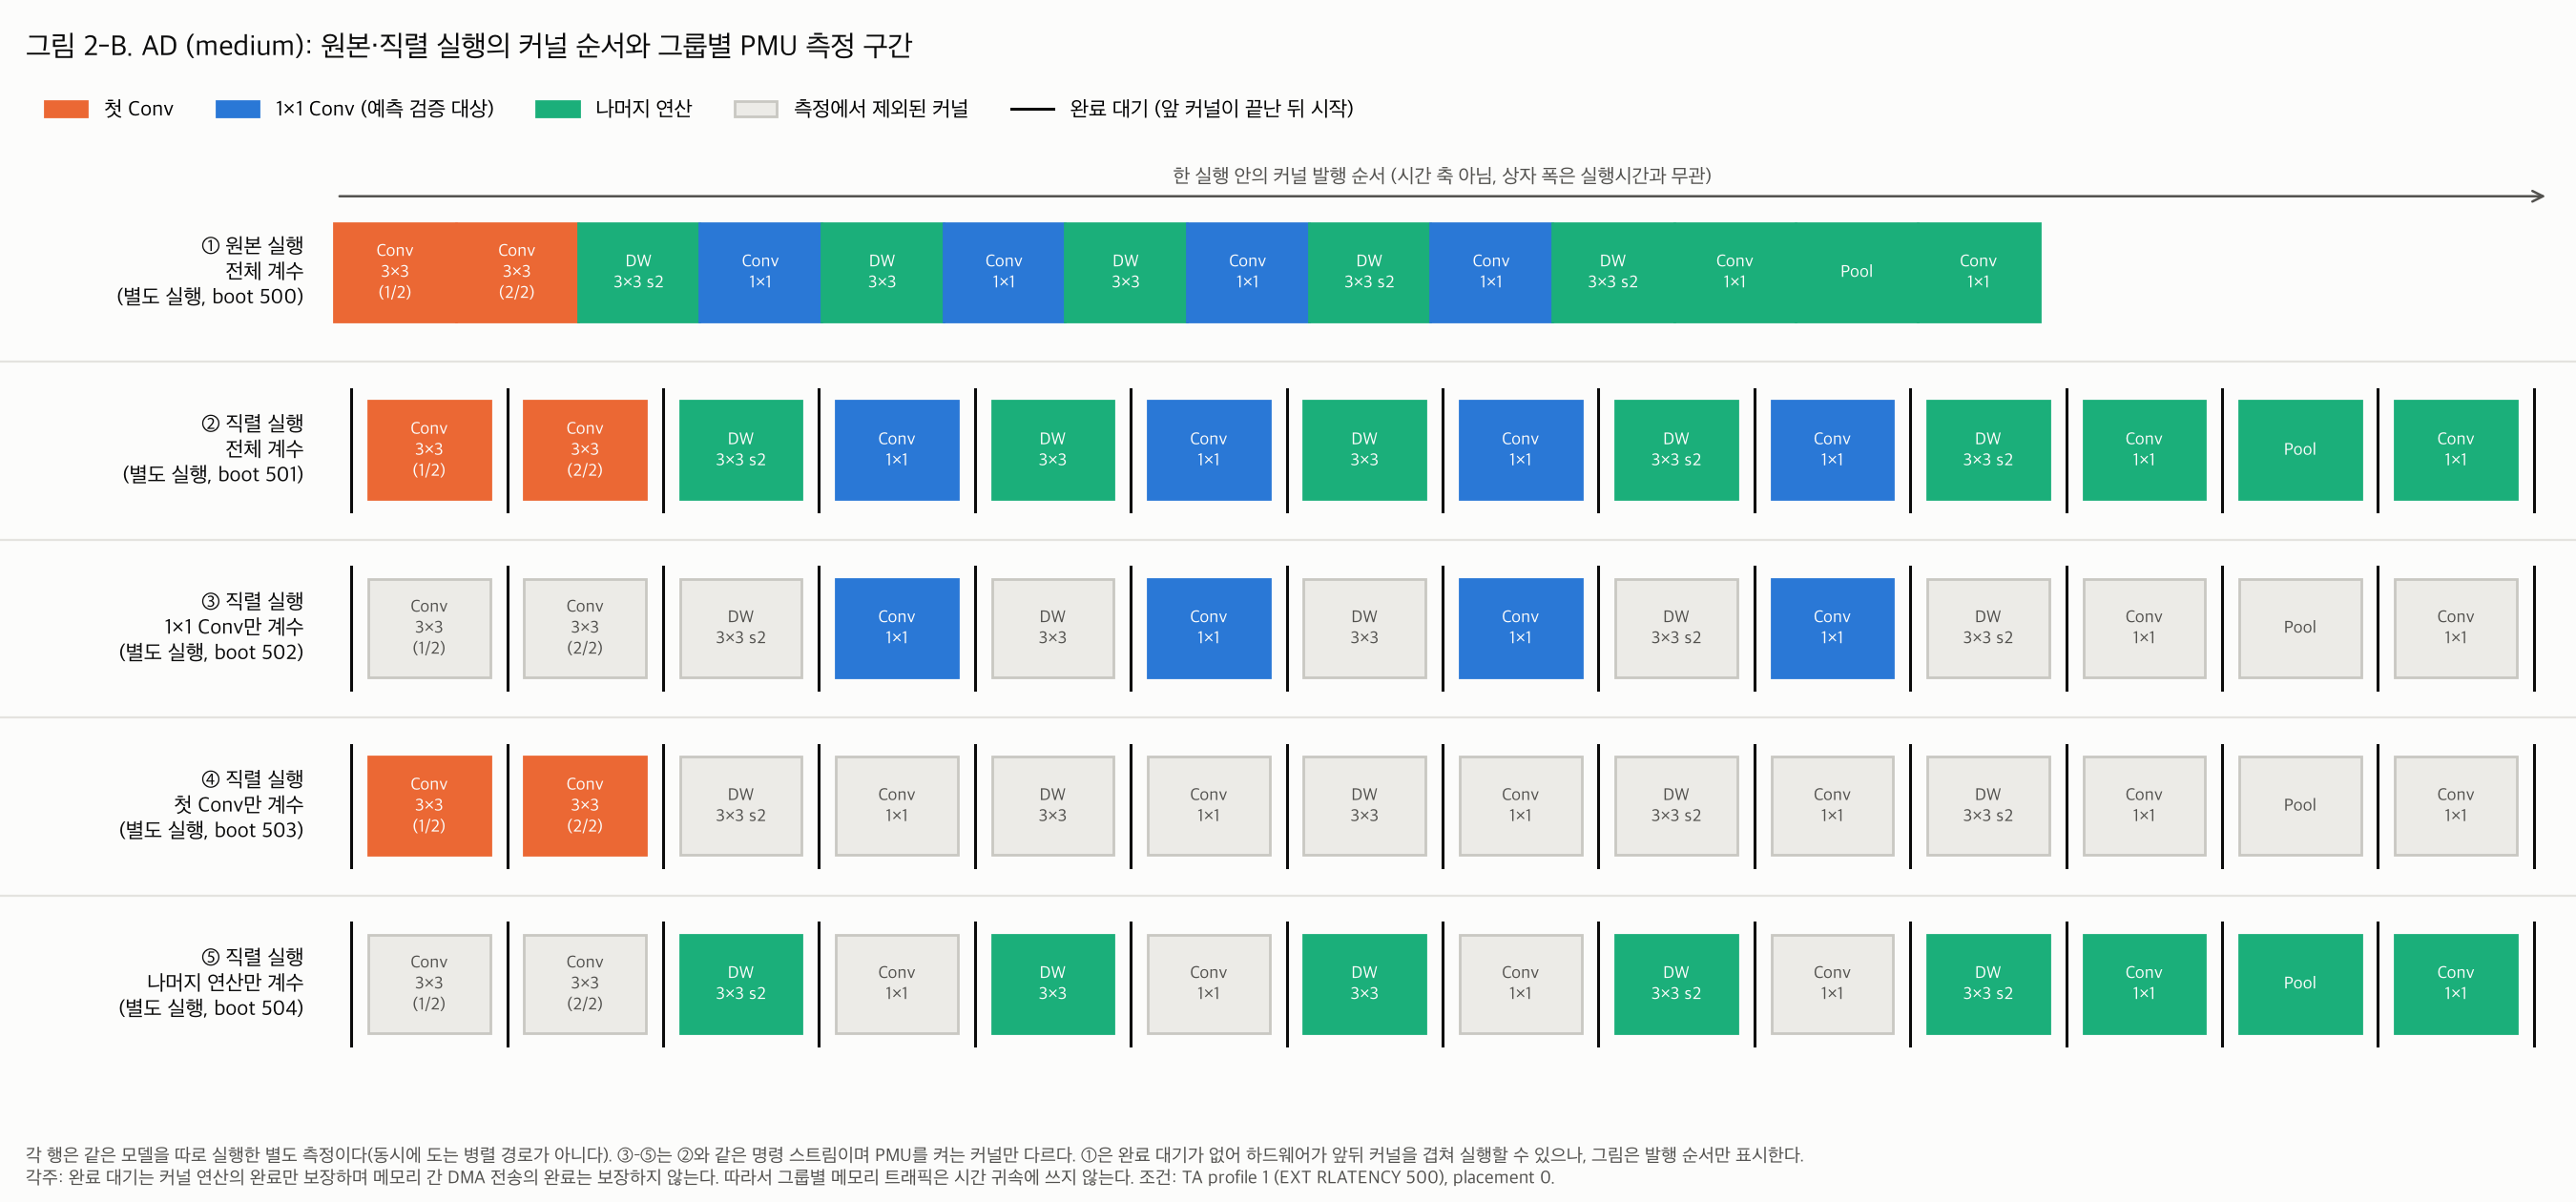 그림 2-B. AD (medium): 원본·직렬 실행의 커널 순서와 그룹별 PMU 측정 구간
첫 Conv
1×1 Conv (예측 검증 대상)
나머지 연산
측정에서 제외된 커널
완료 대기 (앞 커널이 끝난 뒤 시작)
한 실행 안의 커널 발행 순서 (시간 축 아님, 상자 폭은 실행시간과 무관)
① 원본 실행
전체 계수
(별도 실행, boot 500)
Conv
3×3
(1/2)
Conv
3×3
(2/2)
DW
3×3 s2
Conv
1×1
DW
3×3
Conv
1×1
DW
3×3
Conv
1×1
DW
3×3 s2
Conv
1×1
DW
3×3 s2
Conv
1×1
Pool
Conv
1×1
② 직렬 실행
전체 계수
(별도 실행, boot 501)
Conv
3×3
(1/2)
Conv
3×3
(2/2)
DW
3×3 s2
Conv
1×1
DW
3×3
Conv
1×1
DW
3×3
Conv
1×1
DW
3×3 s2
Conv
1×1
DW
3×3 s2
Conv
1×1
Pool
Conv
1×1
③ 직렬 실행
1×1 Conv만 계수
(별도 실행, boot 502)
Conv
3×3
(1/2)
Conv
3×3
(2/2)
DW
3×3 s2
Conv
1×1
DW
3×3
Conv
1×1
DW
3×3
Conv
1×1
DW
3×3 s2
Conv
1×1
DW
3×3 s2
Conv
1×1
Pool
Conv
1×1
④ 직렬 실행
첫 Conv만 계수
(별도 실행, boot 503)
Conv
3×3
(1/2)
Conv
3×3
(2/2)
DW
3×3 s2
Conv
1×1
DW
3×3
Conv
1×1
DW
3×3
Conv
1×1
DW
3×3 s2
Conv
1×1
DW
3×3 s2
Conv
1×1
Pool
Conv
1×1
⑤ 직렬 실행
나머지 연산만 계수
(별도 실행, boot 504)
Conv
3×3
(1/2)
Conv
3×3
(2/2)
DW
3×3 s2
Conv
1×1
DW
3×3
Conv
1×1
DW
3×3
Conv
1×1
DW
3×3 s2
Conv
1×1
DW
3×3 s2
Conv
1×1
Pool
Conv
1×1
각 행은 같은 모델을 따로 실행한 별도 측정이다(동시에 도는 병렬 경로가 아니다). ③-⑤는 ②와 같은 명령 스트림이며 PMU를 켜는 커널만 다르다. ①은 완료 대기가 없어 하드웨어가 앞뒤 커널을 겹쳐 실행할 수 있으나, 그림은 발행 순서만 표시한다.
각주: 완료 대기는 커널 연산의 완료만 보장하며 메모리 간 DMA 전송의 완료는 보장하지 않는다. 따라서 그룹별 메모리 트래픽은 시간 귀속에 쓰지 않는다. 조건: TA profile 1 (EXT RLATENCY 500), placement 0.